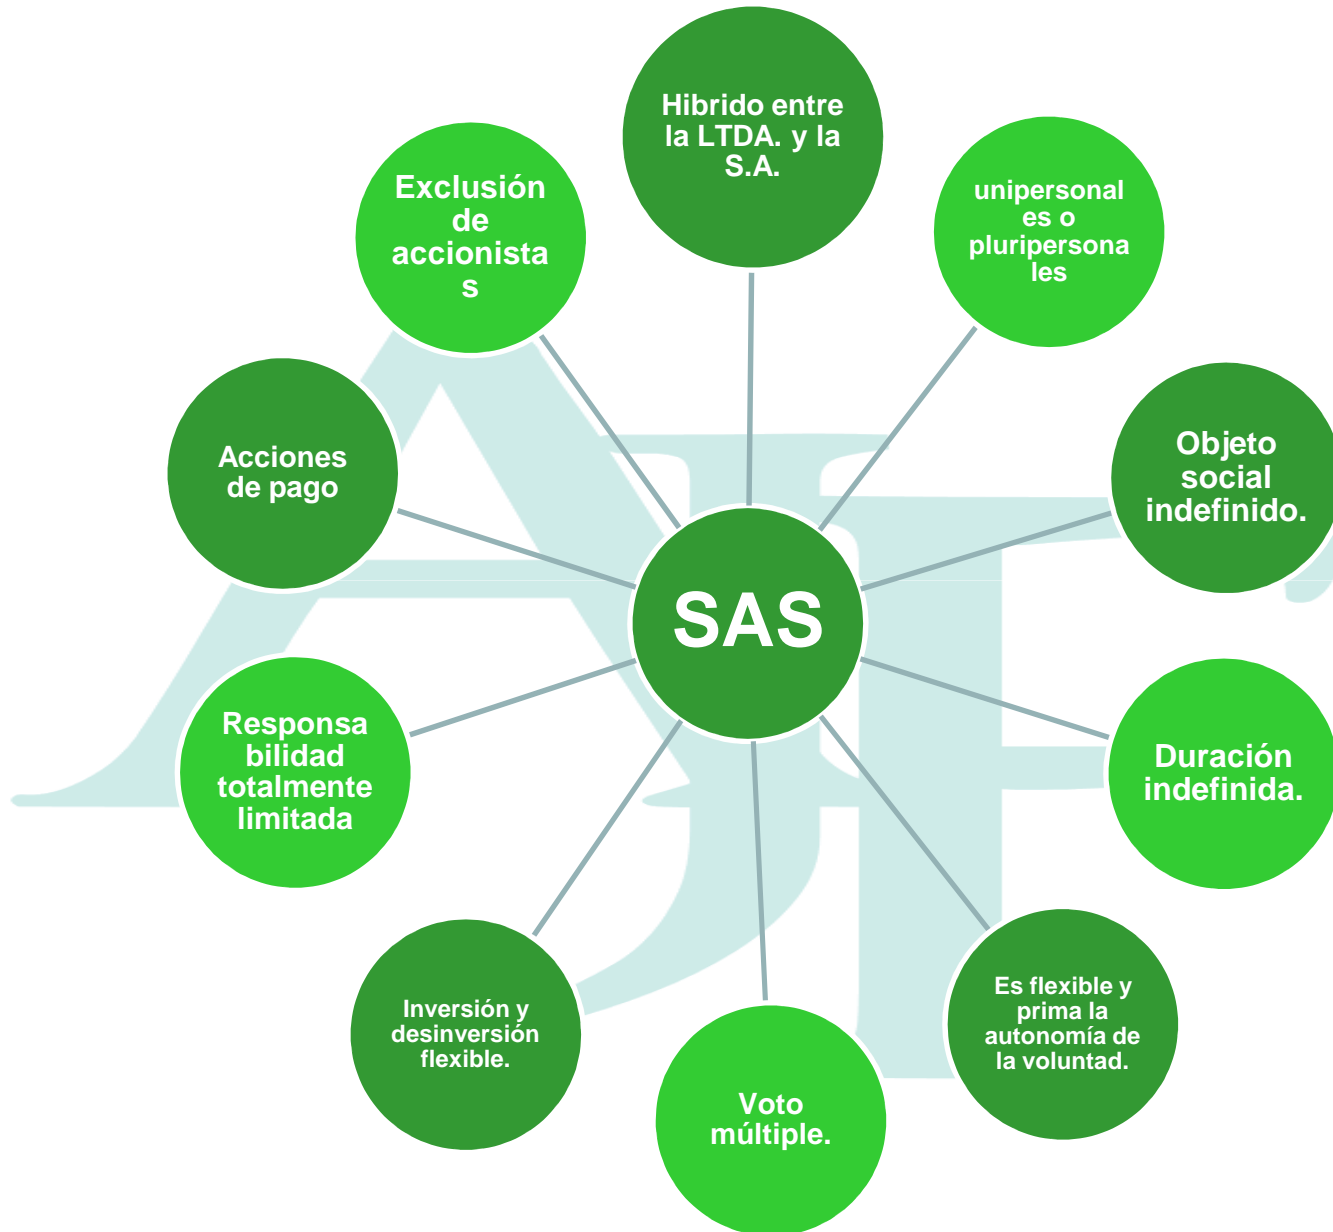 Hibrido entre
la LTDA. y la
S.A.
unipersonal
es o
pluripersona
les
Objeto
social
indefinido.
Duración
indefinida.
Es flexible y
prima la
autonomía de
la voluntad.
Voto
múltiple.
Inversión y
desinversión
flexible.
Responsa
bilidad
totalmente
limitada
Acciones
de pago
Exclusión
de
accionista
s
SAS